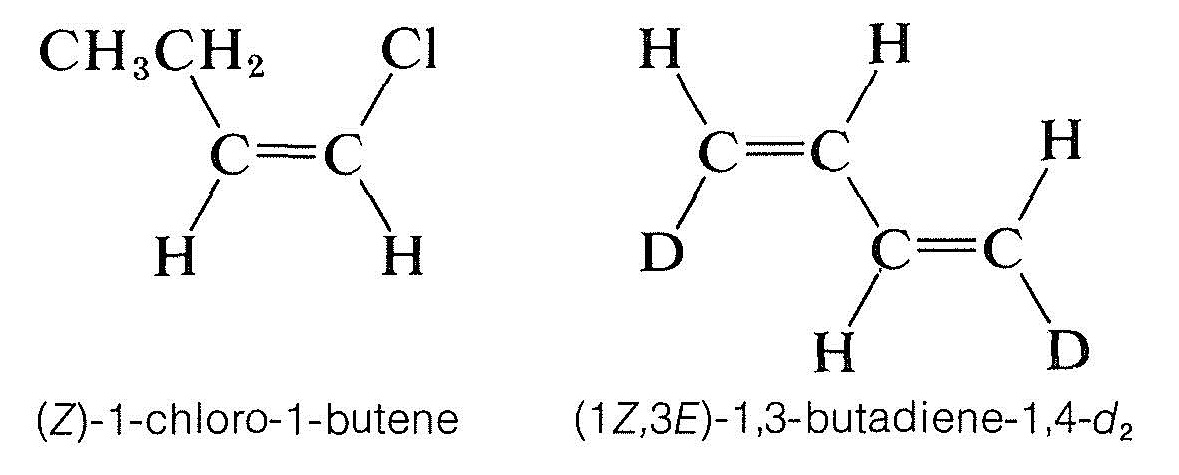 CH₃CH₂ Cl
C=C
H H
(Z)-1-chloro-1-butene
H H
C=C H
D C=C
H D
(1Z,3E)-1,3-butadiene-1,4-d₂